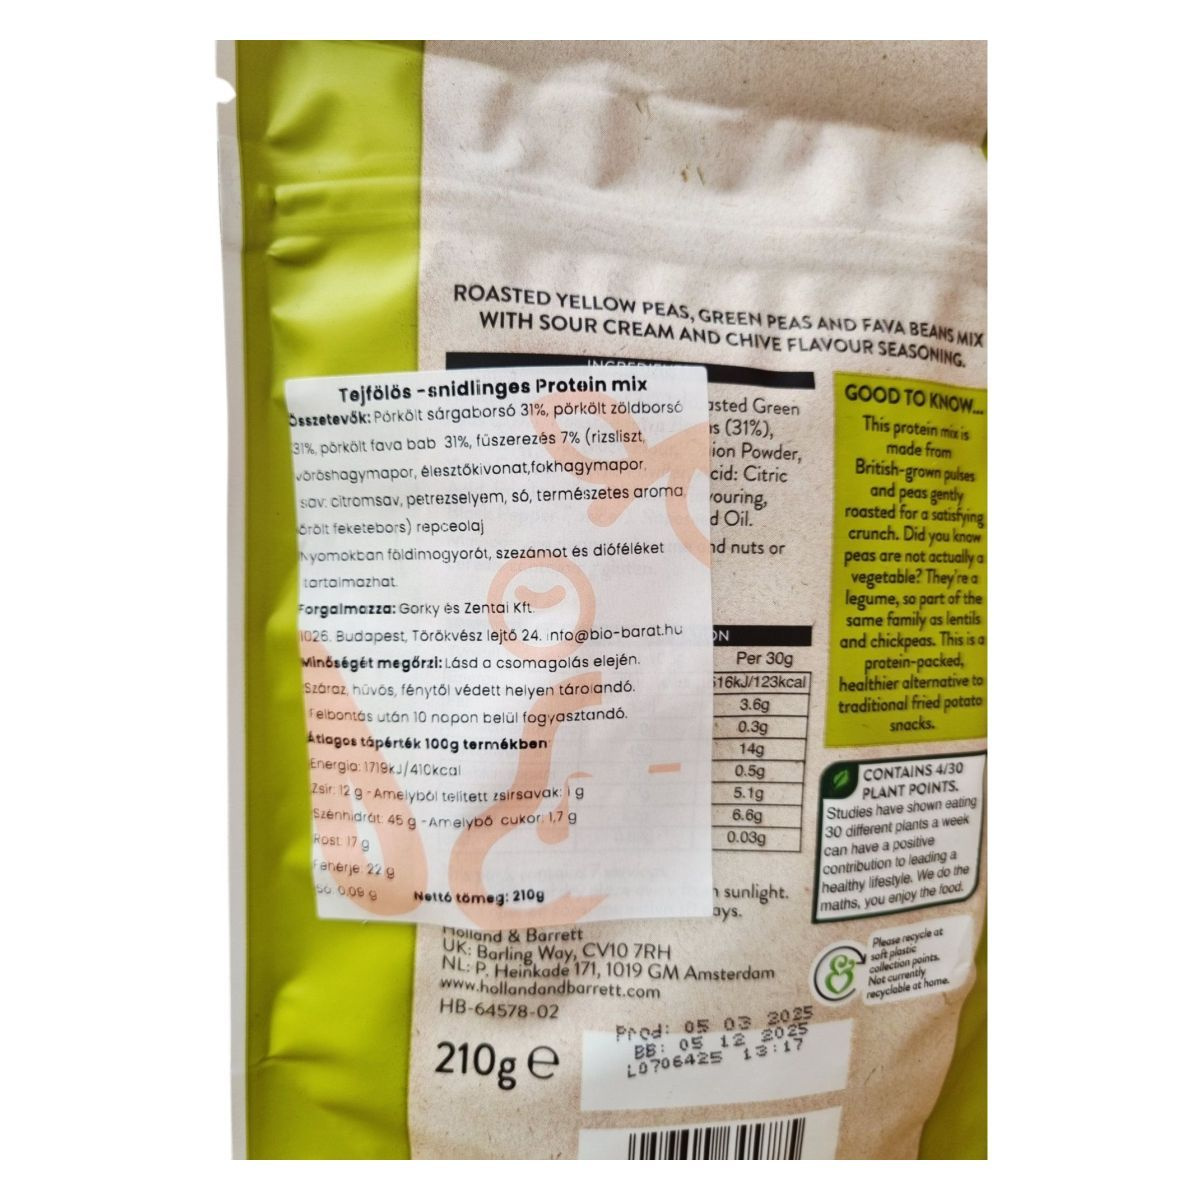 ROASTED YELLOW PEAS, GREEN PEAS AND FAVA BEANS MIX
WITH SOUR CREAM AND CHIVE FLAVOUR SEASONING.
Tejfölös -snidlinges Protein mix
Összetevők: Pörkölt sárgaborsó 31%, pörkölt zöldborsó
31%, pörkölt fava bab 31%, fűszerezés 7% (rizsliszt,
vöröshagymapor, élesztőkivonat,fokhagymapor,
sav: citromsav, petrezselyem, só, természetes aroma,
őrölt feketebors) repceolaj
Nyomokban földimogyorót, szezámot és dióféléket
tartalmazhat.
Forgalmazza: Gorky és Zentai Kft.
1026. Budapest, Törökvész lejtő 24. info@bio-barat.hu
Minőségét megőrzi: Lásd a csomagolás elején.
Száraz, hűvös, fénytől védett helyen tárolandó.
Felbontás után 10 napon belül fogyasztandó.
Átlagos tápérték 100g termékben
Energia: 1719kJ/410kcal
Zsír: 12 g - Amelyből telített zsírsavak: 1 g
Szénhidrát: 45 g - Amelybő cukor: 1,7 g
Rost: 17 g
Fehérje: 22 g
Só: 0,09 g Nettó tömeg: 210g
Green
(31%),
Powder,
Citric
Oil.
nuts or
Per 30g
3.6g
0.3g
14g
0.5g
5.1g
6.6g
0.03g
sunlight.
GOOD TO KNOW...
This protein mix is
made from
British-grown pulses
and peas gently
roasted for a satisfying
crunch. Did you know
peas are not actually a
vegetable? They're a
legume, so part of the
same family as lentils
and chickpeas. This is a
protein-packed,
healthier alternative to
traditional fried potato
snacks.
CONTAINS 4/30
PLANT POINTS.
Studies have shown eating
30 different plants a week
can have a positive
contribution to leading a
healthy lifestyle. We do the
maths, you enjoy the food.
Please recycle at
soft plastic
collection points.
Not currently
recyclable at home.
Holland & Barrett
UK: Barling Way, CV10 7RH
NL: P. Heinkade 171, 1019 GM Amsterdam
www.hollandandbarrett.com
HB-64578-02
210g e
Prod: 05 03 2025
BB: 05 12 2025
L0706425 13:17